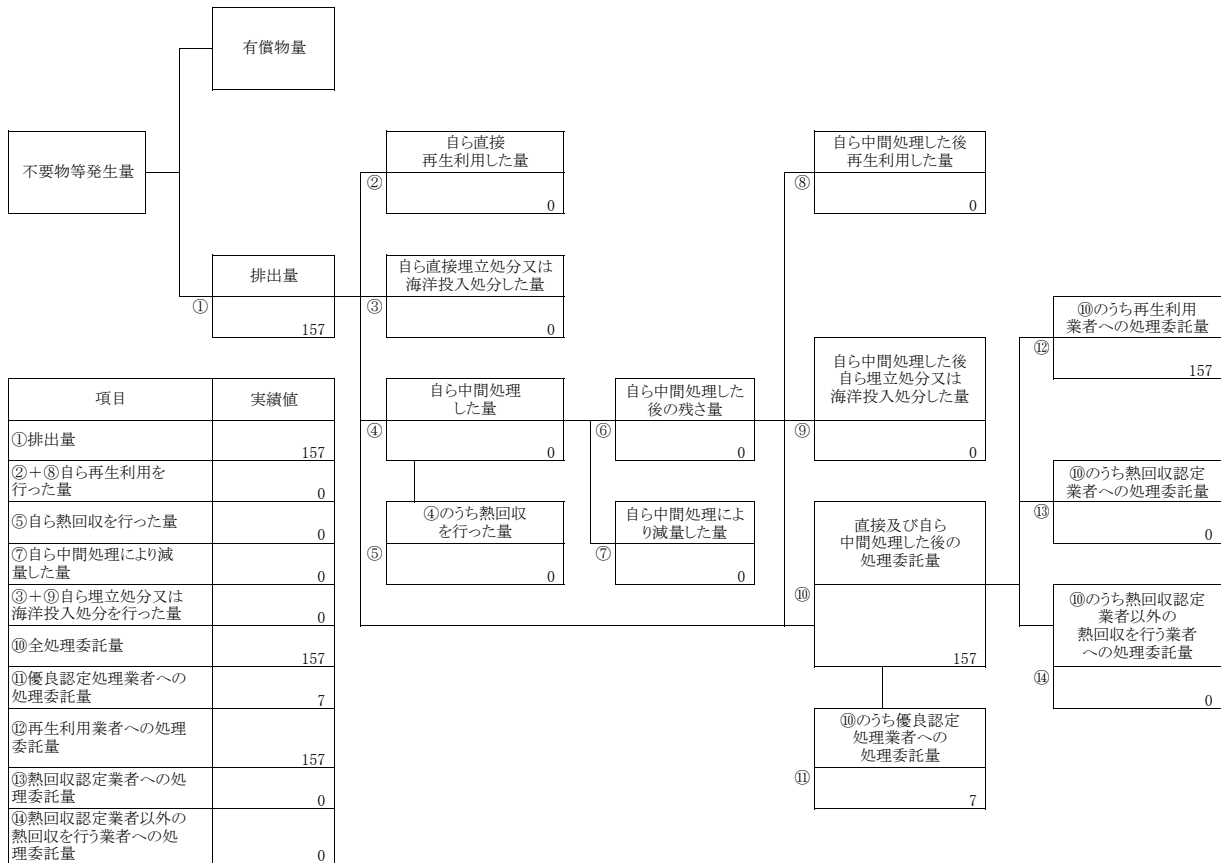 有償物量
不要物等発生量
自ら直接
再生利用した量
②
0
自ら中間処理した後
再生利用した量
⑧
0
排出量
①
157
自ら直接埋立処分又は
海洋投入処分した量
③
0
⑩のうち再生利用
業者への処理委託量
⑫
157
自ら中間処理
した量
④
0
自ら中間処理した
後の残さ量
⑥
0
自ら中間処理した後
自ら埋立処分又は
海洋投入処分した量
⑨
0
④のうち熱回収
を行った量
⑤
0
自ら中間処理によ
り減量した量
⑦
0
直接及び自ら
中間処理した後の
処理委託量
⑩
157
⑩のうち熱回収認定
業者への処理委託量
⑬
0
⑩のうち熱回収認定
業者以外の
熱回収を行う業者
への処理委託量
⑭
0
⑩のうち優良認定
処理業者への
処理委託量
⑪
7
項目 実績値
①排出量
157
②+⑧自ら再生利用を
行った量
0
⑤自ら熱回収を行った量
0
⑦自ら中間処理により減
量した量
0
③+⑨自ら埋立処分又は
海洋投入処分を行った量
0
⑩全処理委託量
157
⑪優良認定処理業者への
処理委託量
7
⑫再生利用業者への処理
委託量
157
⑬熱回収認定業者への処
理委託量
0
⑭熱回収認定業者以外の
熱回収を行う業者への処
理委託量
0